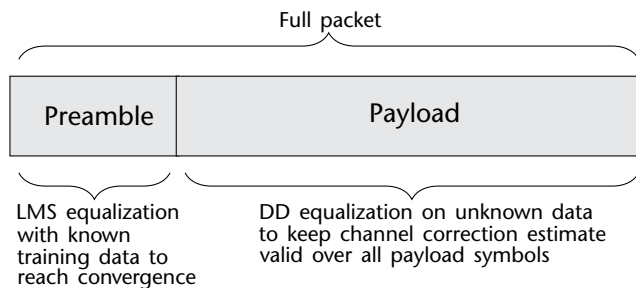 Full packet
Preamble
Payload
LMS equalization
with known
training data to
reach convergence
DD equalization on unknown data
to keep channel correction estimate
valid over all payload symbols